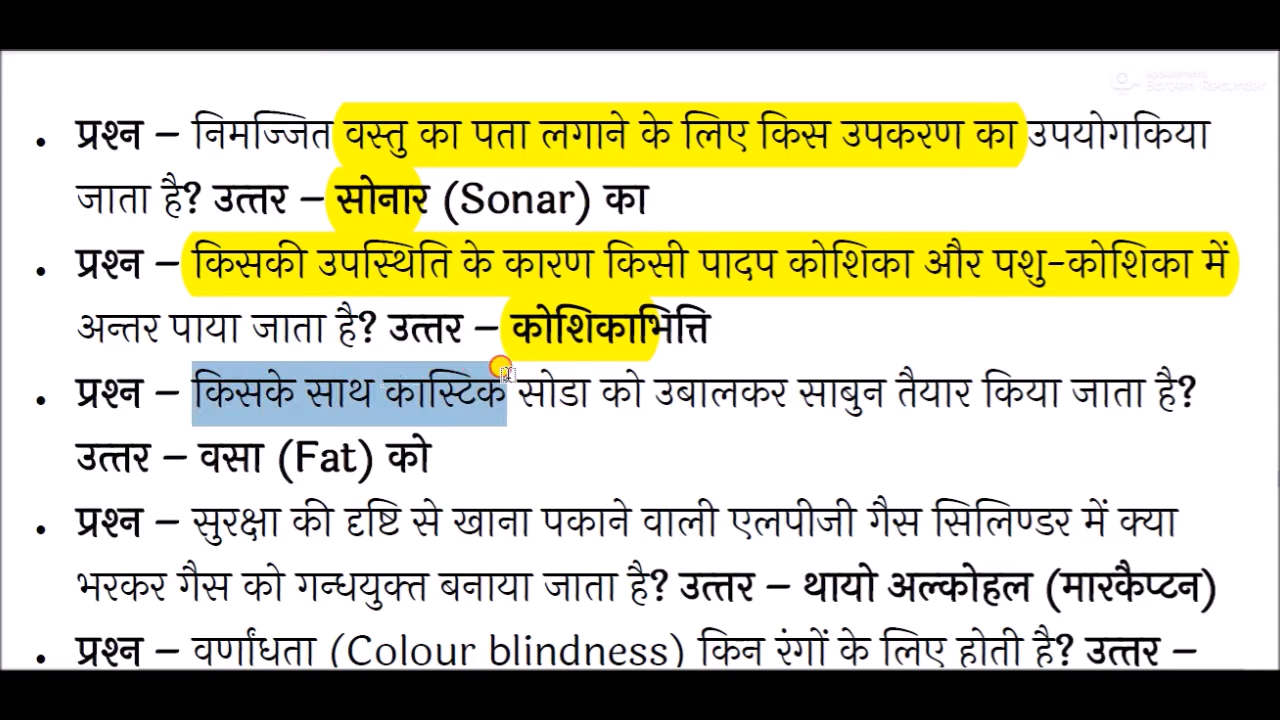 Screen Recorder
• प्रश्न – निमज्जित वस्तु का पता लगाने के लिए किस उपकरण का उपयोगकिया
जाता है? उत्तर – सोनार (Sonar) का
• प्रश्न – किसकी उपस्थिति के कारण किसी पादप कोशिका और पशु-कोशिका में
अन्तर पाया जाता है? उत्तर – कोशिकाभित्ति
• प्रश्न – किसके साथ कास्टिक सोडा को उबालकर साबुन तैयार किया जाता है?
उत्तर – वसा (Fat) को
• प्रश्न – सुरक्षा की दृष्टि से खाना पकाने वाली एलपीजी गैस सिलिण्डर में क्या
भरकर गैस को गन्धयुक्त बनाया जाता है? उत्तर – थायो अल्कोहल (मारकैप्टन)
• प्रश्न – वर्णांधता (Colour blindness) किन रंगों के लिए होती है? उत्तर –